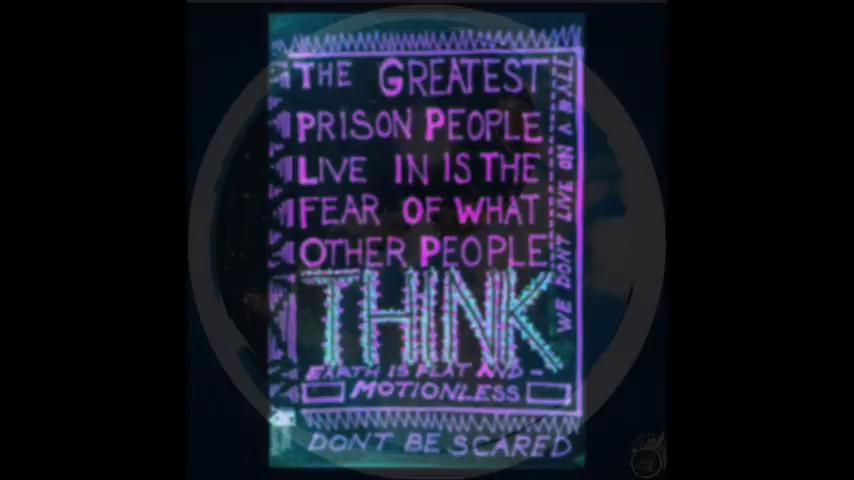 THE GREATEST
PRISON PEOPLE
LIVE IN IS THE
FEAR OF WHAT
OTHER PEOPLE
THINK
EARTH IS FLAT AND -
MOTIONLESS
DONT BE SCARED
WE DONT LIVE ON A